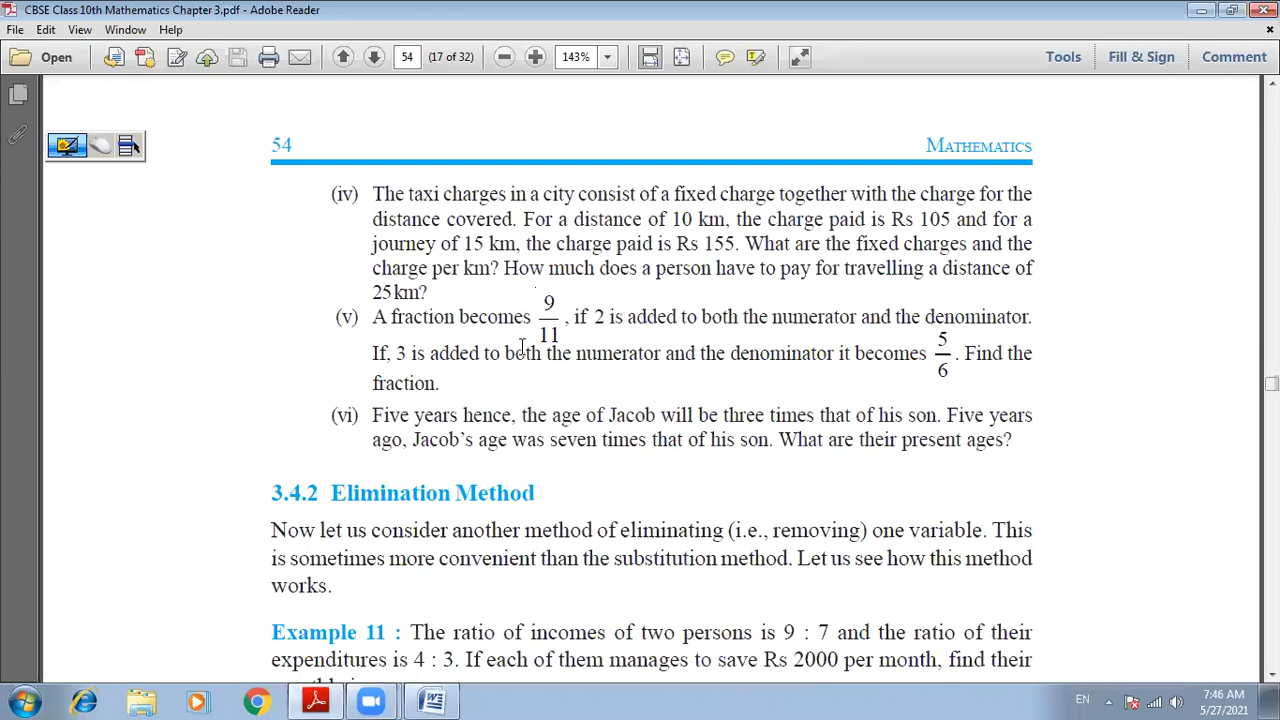 CBSE Class 10th Mathematics Chapter 3.pdf - Adobe Reader
File Edit View Window Help
Open 54 (17 of 32) 143% Tools Fill & Sign Comment
54 MATHEMATICS
(iv) The taxi charges in a city consist of a fixed charge together with the charge for the
distance covered. For a distance of 10 km, the charge paid is Rs 105 and for a
journey of 15 km, the charge paid is Rs 155. What are the fixed charges and the
charge per km? How much does a person have to pay for travelling a distance of
25 km?
(v) A fraction becomes 9/11, if 2 is added to both the numerator and the denominator.
If, 3 is added to both the numerator and the denominator it becomes 5/6. Find the
fraction.
(vi) Five years hence, the age of Jacob will be three times that of his son. Five years
ago, Jacob's age was seven times that of his son. What are their present ages?
3.4.2 Elimination Method
Now let us consider another method of eliminating (i.e., removing) one variable. This
is sometimes more convenient than the substitution method. Let us see how this method
works.
Example 11 : The ratio of incomes of two persons is 9 : 7 and the ratio of their
expenditures is 4 : 3. If each of them manages to save Rs 2000 per month, find their
EN 7:46 AM
5/27/2021